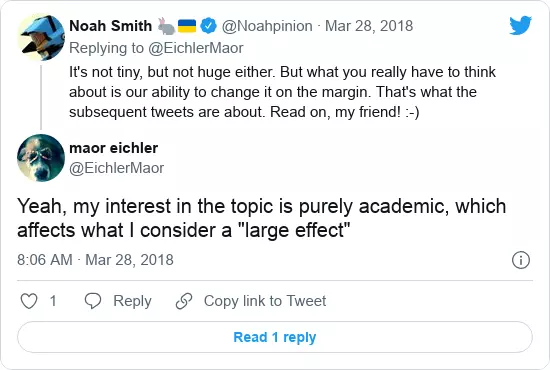 Noah Smith 🐇🇺🇦 @Noahpinion · Mar 28, 2018
Replying to @EichlerMaor
It's not tiny, but not huge either. But what you really have to think
about is our ability to change it on the margin. That's what the
subsequent tweets are about. Read on, my friend! :-)
maor eichler
@EichlerMaor
Yeah, my interest in the topic is purely academic, which
affects what I consider a "large effect"
8:06 AM · Mar 28, 2018
1 Reply Copy link to Tweet
Read 1 reply